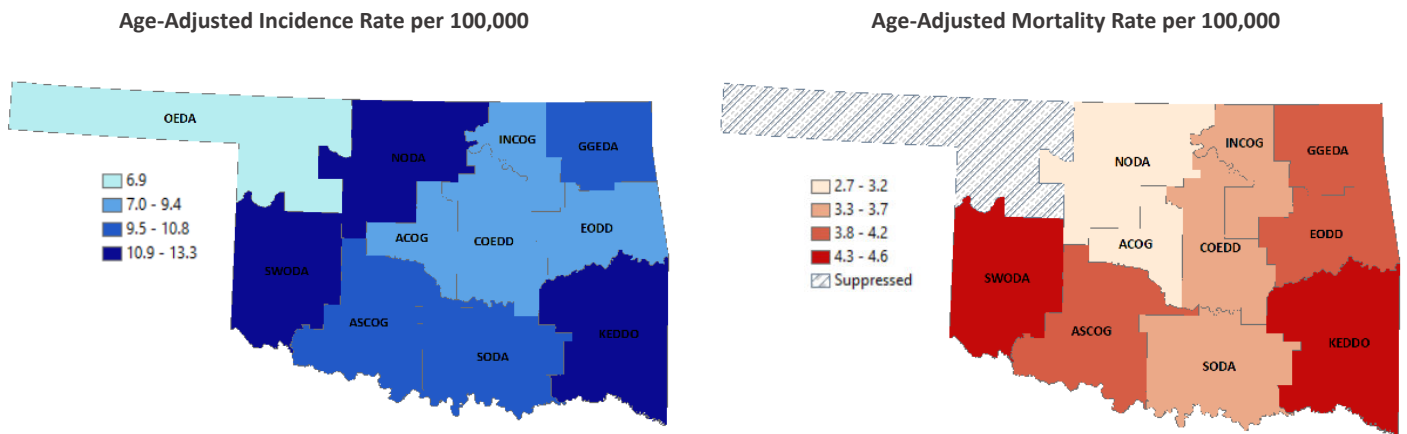 Age-Adjusted Incidence Rate per 100,000
OEDA
NODA
INCOG
GGEDA
6.9
7.0 - 9.4
9.5 - 10.8
10.9 - 13.3
ACOG
COEDD
EODD
SWODA
ASCOG
SODA
KEDDO
Age-Adjusted Mortality Rate per 100,000
NODA
INCOG
GGEDA
2.7 - 3.2
3.3 - 3.7
3.8 - 4.2
4.3 - 4.6
Suppressed
ACOG
COEDD
EODD
SWODA
ASCOG
SODA
KEDDO